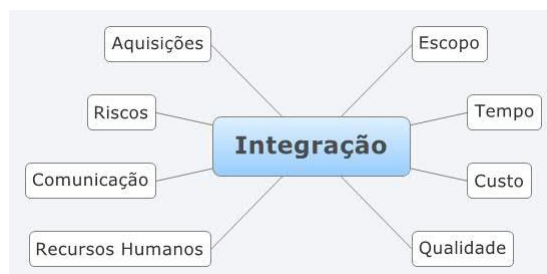 Aquisições
Escopo
Riscos
Tempo
Integração
Comunicação
Custo
Recursos Humanos
Qualidade